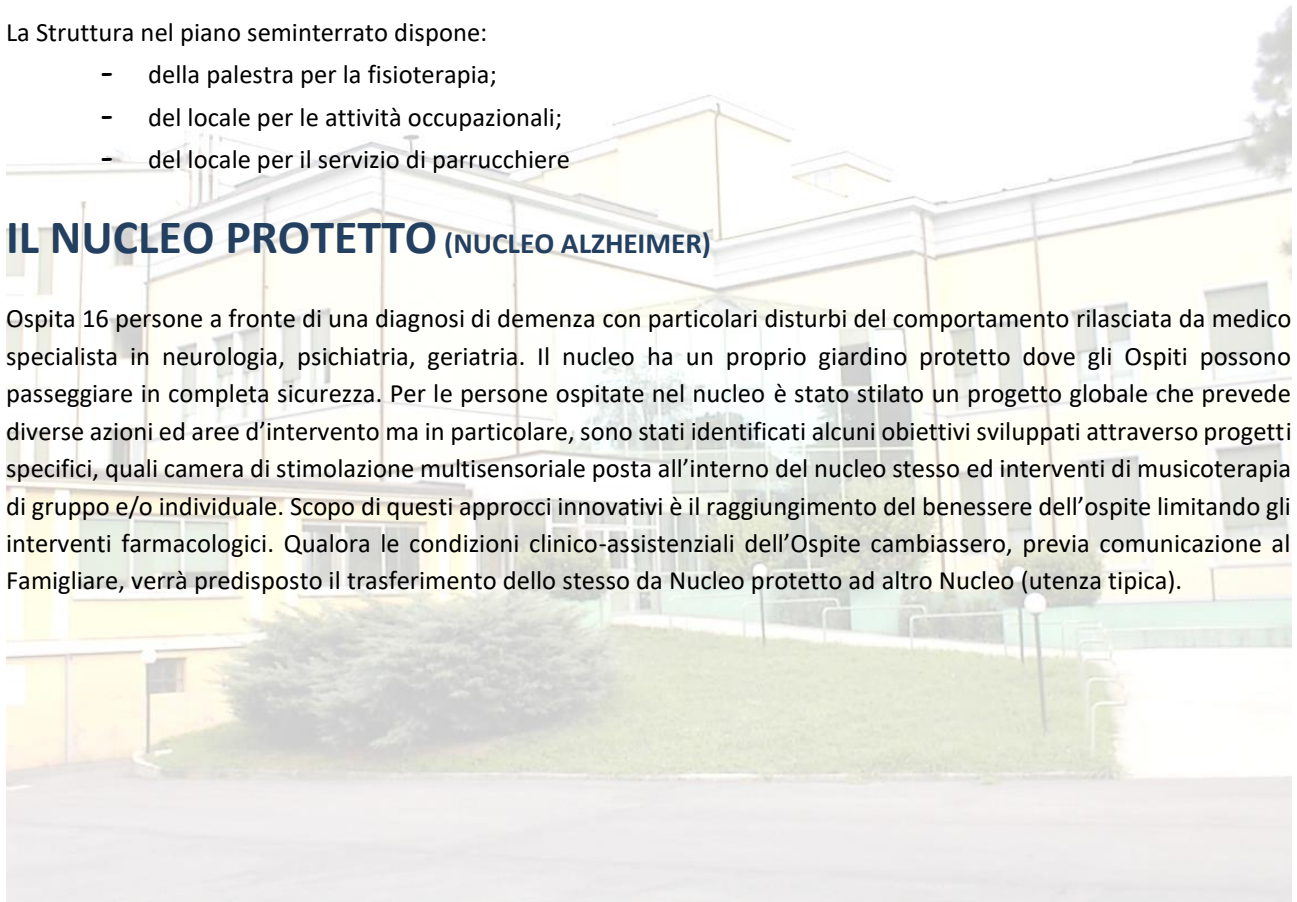 La Struttura nel piano seminterrato dispone:
- della palestra per la fisioterapia;
- del locale per le attività occupazionali;
- del locale per il servizio di parrucchiere
IL NUCLEO PROTETTO (NUCLEO ALZHEIMER)
Ospita 16 persone a fronte di una diagnosi di demenza con particolari disturbi del comportamento rilasciata da medico
specialista in neurologia, psichiatria, geriatria. Il nucleo ha un proprio giardino protetto dove gli Ospiti possono
passeggiare in completa sicurezza. Per le persone ospitate nel nucleo è stato stilato un progetto globale che prevede
diverse azioni ed aree d’intervento ma in particolare, sono stati identificati alcuni obiettivi sviluppati attraverso progetti
specifici, quali camera di stimolazione multisensoriale posta all’interno del nucleo stesso ed interventi di musicoterapia
di gruppo e/o individuale. Scopo di questi approcci innovativi è il raggiungimento del benessere dell’ospite limitando gli
interventi farmacologici. Qualora le condizioni clinico-assistenziali dell’Ospite cambiassero, previa comunicazione al
Famigliare, verrà predisposto il trasferimento dello stesso da Nucleo protetto ad altro Nucleo (utenza tipica).